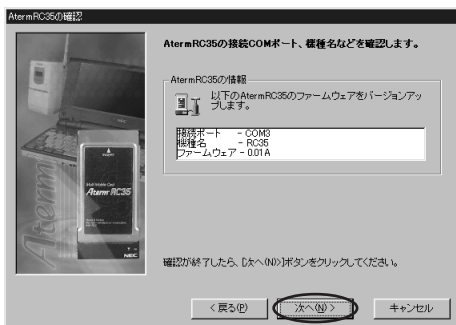 AtermRC35の確認
AtermRC35の接続COMポート、機種名などを確認します。
AtermRC35の情報
以下のAtermRC35のファームウェアをバージョンアッ
プします。
接続ポート - COM3
機種名 - RC35
ファームウェア - 0.01A
Aterm RC35
NEC
Aterm
確認が終了したら、[次へ(N)>]ボタンをクリックしてください。
< 戻る(P)
次へ(N) >
キャンセル